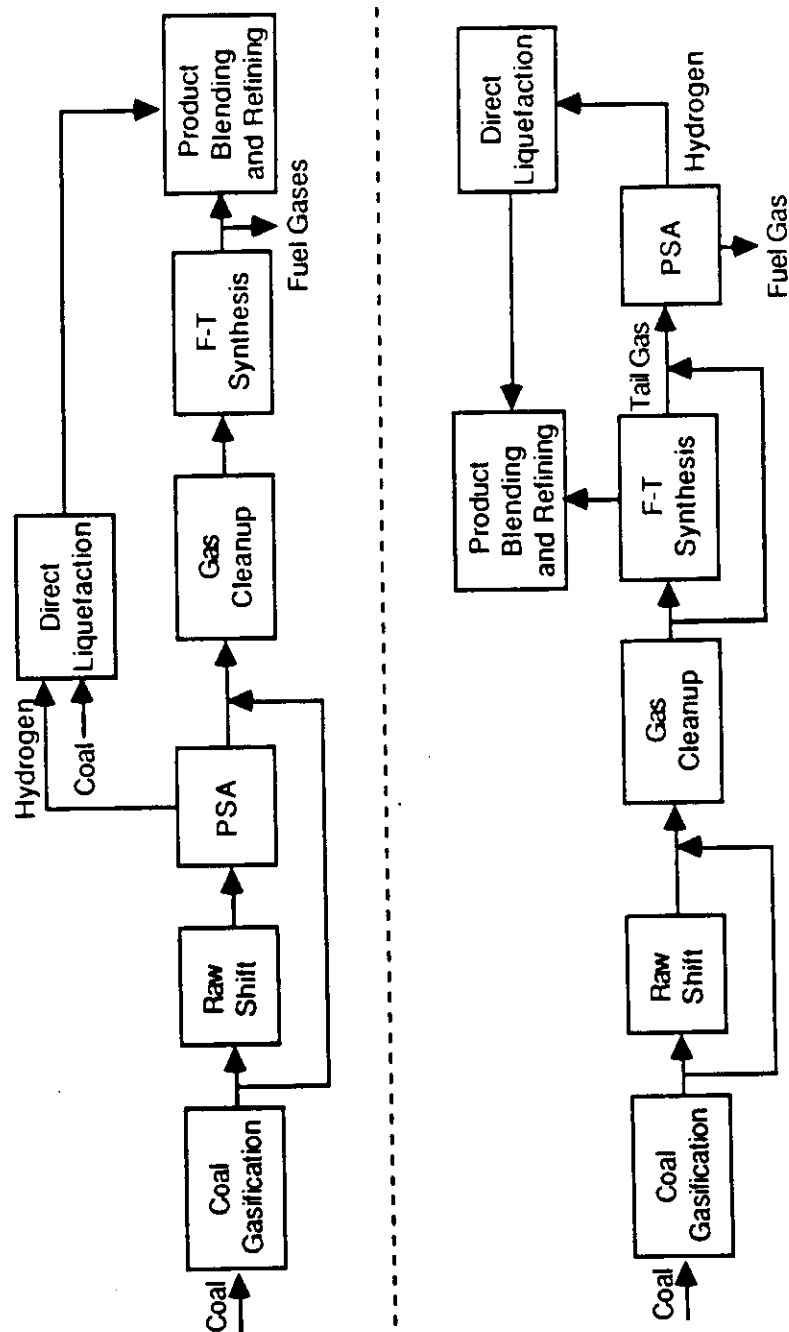 Hydrogen
Coal
Direct
Liquefaction
Coal
Coal
Gasification
Raw
Shift
PSA
Gas
Cleanup
F-T
Synthesis
Fuel Gases
Product
Blending
and Refining
Coal
Coal
Gasification
Raw
Shift
Gas
Cleanup
F-T
Synthesis
Tail Gas
PSA
Fuel Gas
Hydrogen
Product
Blending
and Refining
Direct
Liquefaction